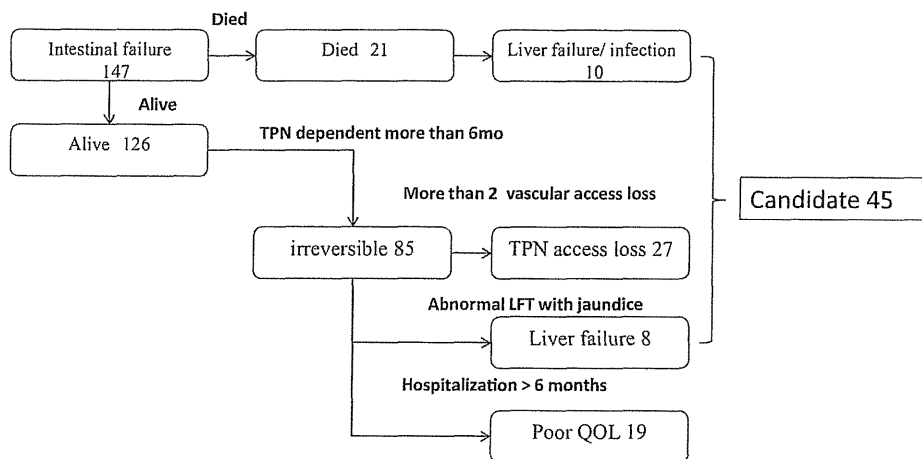 Died
Intestinal failure
147
Died 21
Liver failure/ infection
10
Alive
Alive 126
TPN dependent more than 6mo
More than 2 vascular access loss
Candidate 45
irreversible 85
TPN access loss 27
Abnormal LFT with jaundice
Liver failure 8
Hospitalization > 6 months
Poor QOL 19